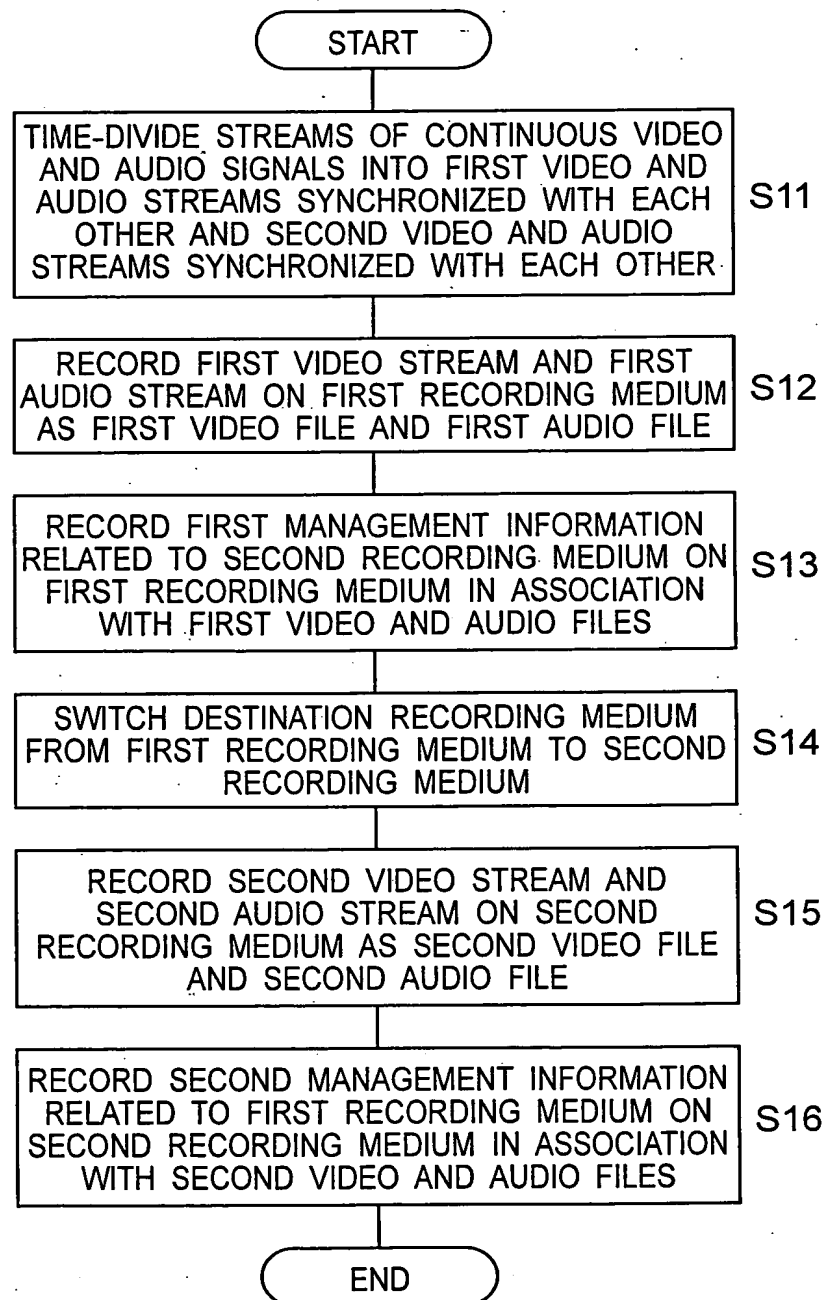 START
TIME-DIVIDE STREAMS OF CONTINUOUS VIDEO
AND AUDIO SIGNALS INTO FIRST VIDEO AND
AUDIO STREAMS SYNCHRONIZED WITH EACH
OTHER AND SECOND VIDEO AND AUDIO
STREAMS SYNCHRONIZED WITH EACH OTHER
S11
RECORD FIRST VIDEO STREAM AND FIRST
AUDIO STREAM ON FIRST RECORDING MEDIUM
AS FIRST VIDEO FILE AND FIRST AUDIO FILE
S12
RECORD FIRST MANAGEMENT INFORMATION
RELATED TO SECOND RECORDING MEDIUM ON
FIRST RECORDING MEDIUM IN ASSOCIATION
WITH FIRST VIDEO AND AUDIO FILES
S13
SWITCH DESTINATION RECORDING MEDIUM
FROM FIRST RECORDING MEDIUM TO SECOND
RECORDING MEDIUM
S14
RECORD SECOND VIDEO STREAM AND
SECOND AUDIO STREAM ON SECOND
RECORDING MEDIUM AS SECOND VIDEO FILE
AND SECOND AUDIO FILE
S15
RECORD SECOND MANAGEMENT INFORMATION
RELATED TO FIRST RECORDING MEDIUM ON
SECOND RECORDING MEDIUM IN ASSOCIATION
WITH SECOND VIDEO AND AUDIO FILES
S16
END